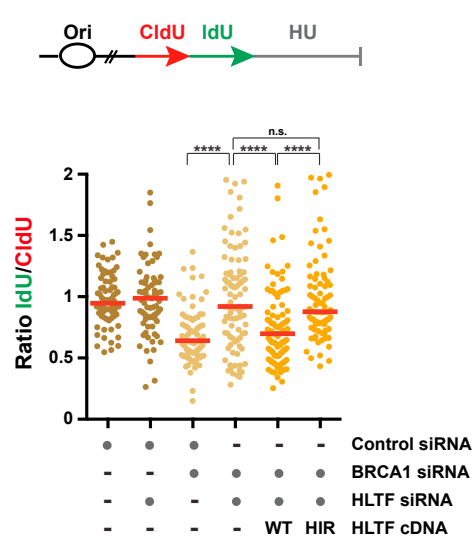 Ori CldU IdU HU
n.s.
**** **** ****
2
1.5
1
0.5
0
Ratio IdU/CldU
● ● ● - - - Control siRNA
- - ● ● ● ● BRCA1 siRNA
- ● - ● ● ● HLTF siRNA
- - - - WT HIR HLTF cDNA